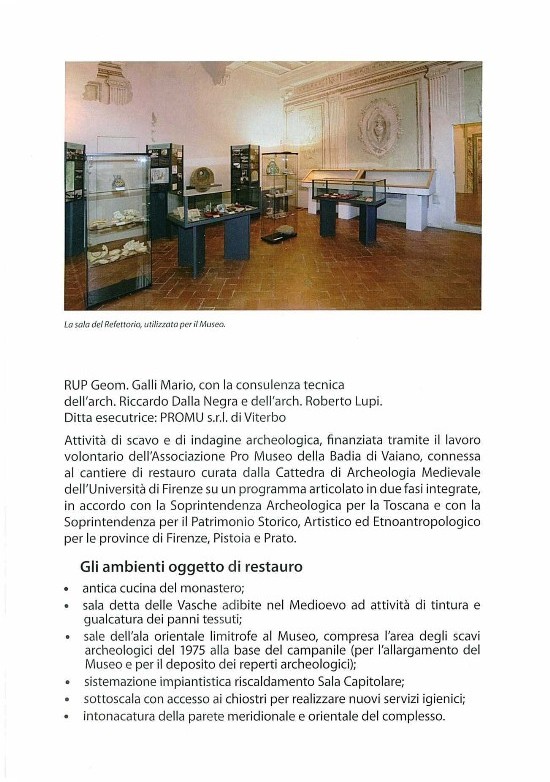 La sala del Refettorio, utilizzata per il Museo.
RUP Geom. Galli Mario, con la consulenza tecnica
dell'arch. Riccardo Dalla Negra e dell'arch. Roberto Lupi.
Ditta esecutrice: PROMU s.r.l. di Viterbo
Attività di scavo e di indagine archeologica, finanziata tramite il lavoro
volontario dell'Associazione Pro Museo della Badia di Vaiano, connessa
al cantiere di restauro curata dalla Cattedra di Archeologia Medievale
dell'Università di Firenze su un programma articolato in due fasi integrate,
in accordo con la Soprintendenza Archeologica per la Toscana e con la
Soprintendenza per il Patrimonio Storico, Artistico ed Etnoantropologico
per le province di Firenze, Pistoia e Prato.
Gli ambienti oggetto di restauro
• antica cucina del monastero;
• sala detta delle Vasche adibite nel Medioevo ad attività di tintura e
gualcatura dei panni tessuti;
• sale dell'ala orientale limitrofe al Museo, compresa l'area degli scavi
archeologici del 1975 alla base del campanile (per l'allargamento del
Museo e per il deposito dei reperti archeologici);
• sistemazione impiantistica riscaldamento Sala Capitolare;
• sottoscala con accesso ai chiostri per realizzare nuovi servizi igienici;
• intonacatura della parete meridionale e orientale del complesso.